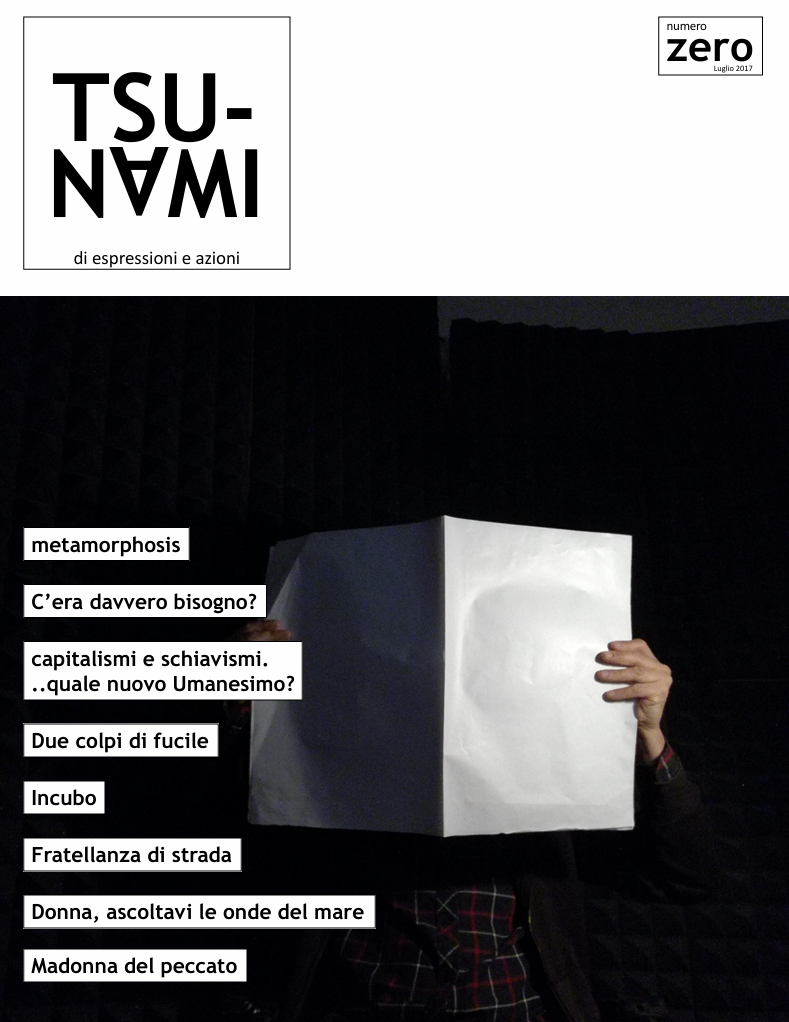 TSU-
NAMI
di espressioni e azioni
numero
zero
Luglio 2017
metamorphosis
C'era davvero bisogno?
capitalismi e schiavismi.
..quale nuovo Umanesimo?
Due colpi di fucile
Incubo
Fratellanza di strada
Donna, ascoltavi le onde del mare
Madonna del peccato